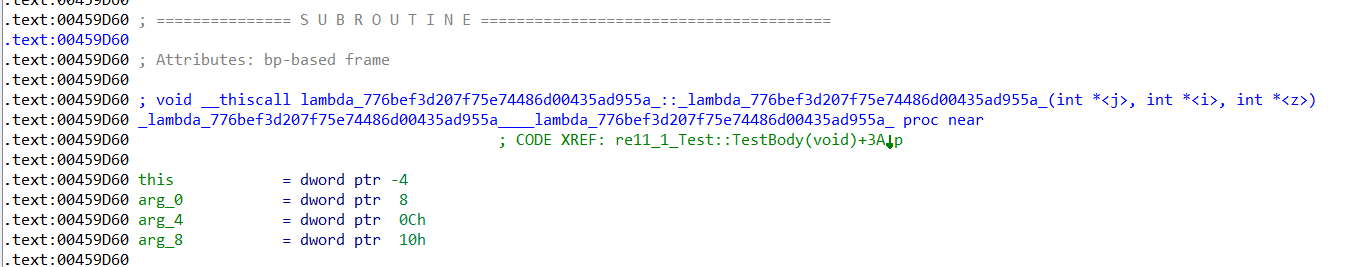 .text:00459D60
.text:00459D60 ; =============== S U B R O U T I N E =======================================
.text:00459D60
.text:00459D60 ; Attributes: bp-based frame
.text:00459D60
.text:00459D60 ; void __thiscall lambda_776bef3d207f75e74486d00435ad955a_::_lambda_776bef3d207f75e74486d00435ad955a_(int *<j>, int *<i>, int *<z>)
.text:00459D60 _lambda_776bef3d207f75e74486d00435ad955a____lambda_776bef3d207f75e74486d00435ad955a_ proc near
.text:00459D60 ; CODE XREF: re11_1_Test::TestBody(void)+3A↓p
.text:00459D60
.text:00459D60 this = dword ptr -4
.text:00459D60 arg_0 = dword ptr 8
.text:00459D60 arg_4 = dword ptr 0Ch
.text:00459D60 arg_8 = dword ptr 10h
.text:00459D60